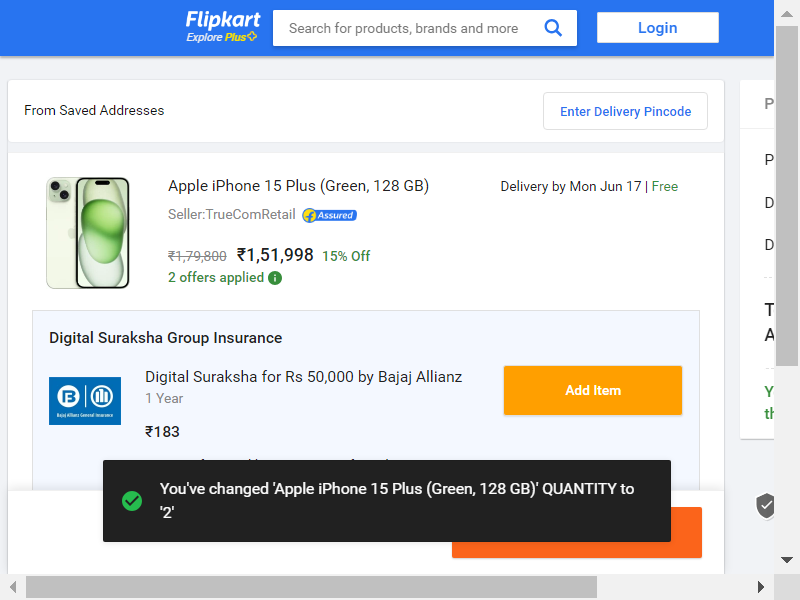 Flipkart
Explore Plus
Search for products, brands and more
Login
From Saved Addresses
Enter Delivery Pincode
P
Apple iPhone 15 Plus (Green, 128 GB)
Delivery by Mon Jun 17 | Free
P
Seller:TrueComRetail
Assured
D
₹1,79,800 ₹1,51,998 15% Off
D
2 offers applied
T
A
Digital Suraksha Group Insurance
Digital Suraksha for Rs 50,000 by Bajaj Allianz
Add Item
Y
th
1 Year
Bajaj Allianz General Insurance
₹183
You've changed 'Apple iPhone 15 Plus (Green, 128 GB)' QUANTITY to
'2'